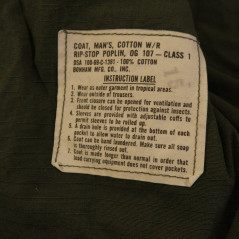 COAT, MAN'S, COTTON W/R
RIP-STOP POPLIN, OG 107 - CLASS 1
DSA 100-69-C-1301 - 100% COTTON
DENHAM MFG. CO., INC.
INSTRUCTION LABEL
1. Wear as outer garment in tropical areas.
2. Wear outside of trousers.
3. Front closure can be opened for ventilation and
should be closed for protection against insects.
4. Sleeves are provided with adjustable cuffs to
permit sleeves to be rolled up.
5. A drain hole is provided at the bottom of each
pocket to allow water to drain out.
6. Coat can be hand laundered. Make sure all soap
is thoroughly rinsed out.
7. Coat is made longer than normal in order that
load carrying equipment does not cover pockets.